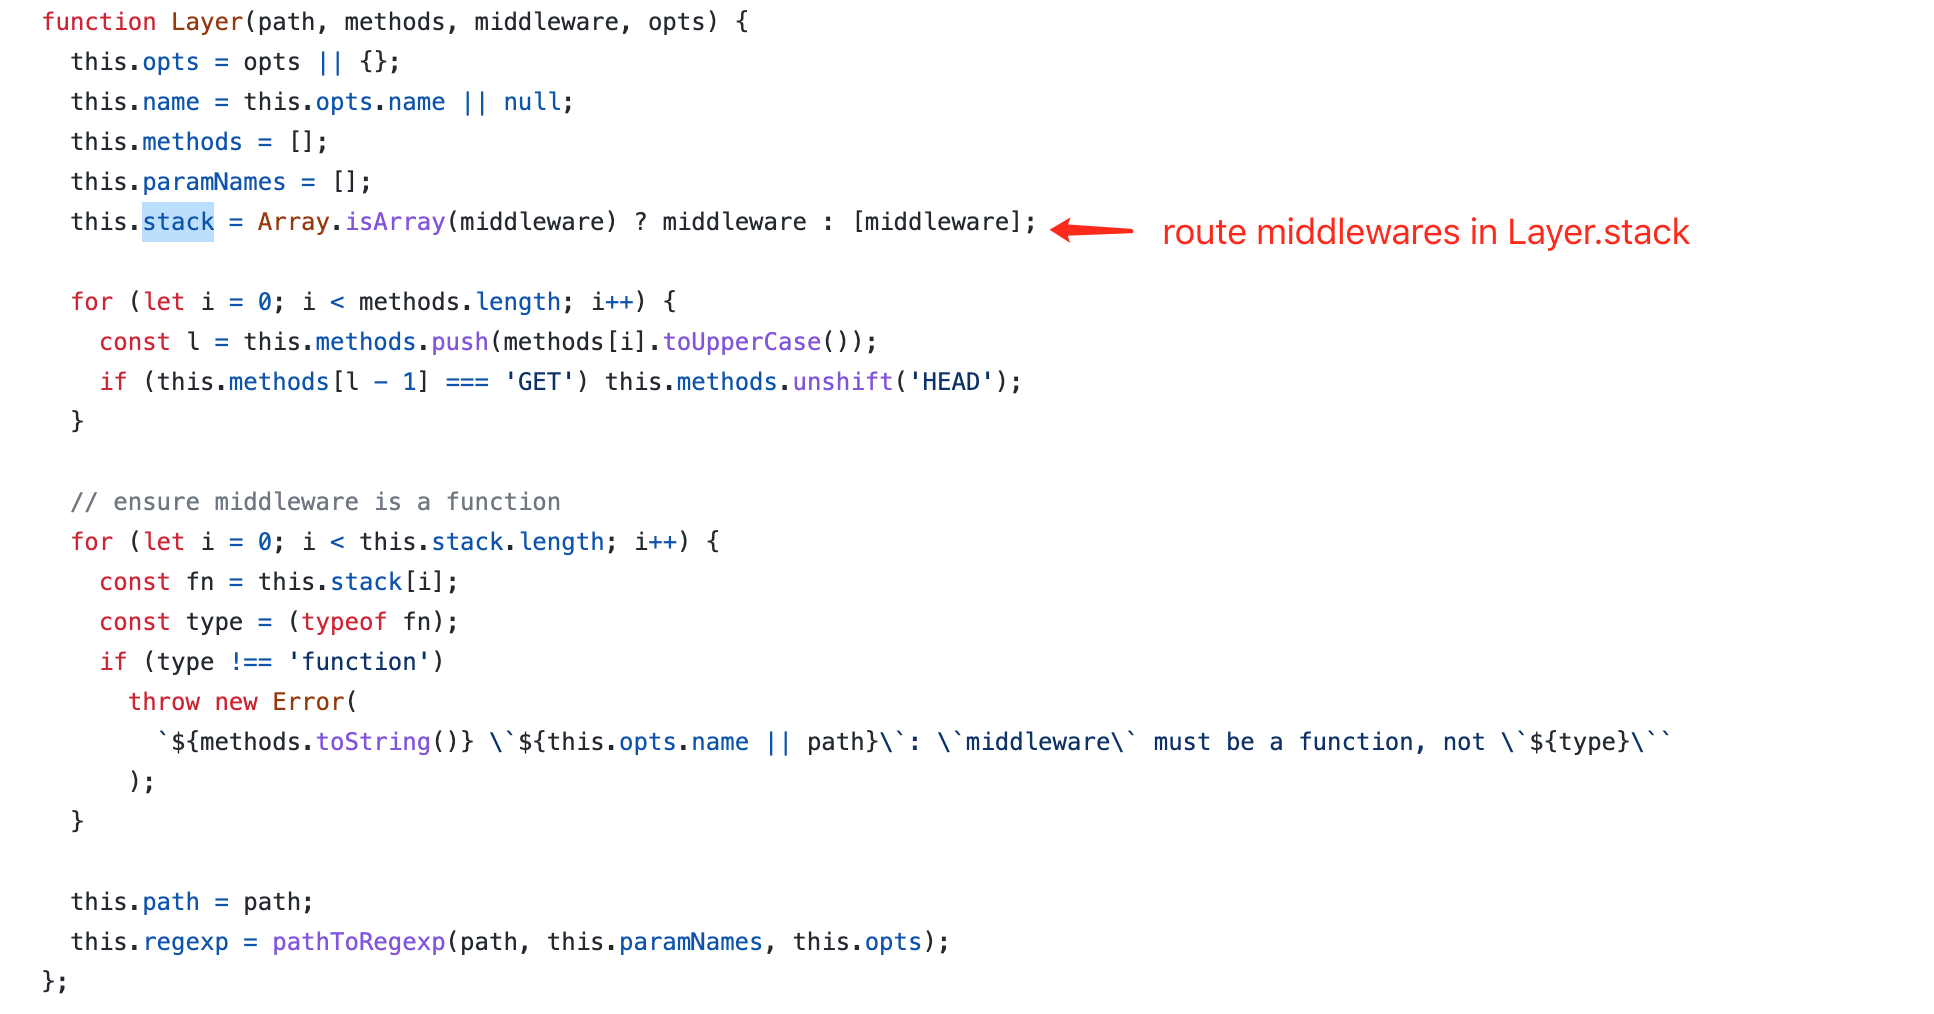 function Layer(path, methods, middleware, opts) {
  this.opts = opts || {};
  this.name = this.opts.name || null;
  this.methods = [];
  this.paramNames = [];
  this.stack = Array.isArray(middleware) ? middleware : [middleware];
route middlewares in Layer.stack
  for (let i = 0; i < methods.length; i++) {
    const l = this.methods.push(methods[i].toUpperCase());
    if (this.methods[l - 1] === 'GET') this.methods.unshift('HEAD');
  }
  // ensure middleware is a function
  for (let i = 0; i < this.stack.length; i++) {
    const fn = this.stack[i];
    const type = (typeof fn);
    if (type !== 'function')
      throw new Error(
        `${methods.toString()} \`${this.opts.name || path}\`: \`middleware\` must be a function, not \`${type}\``
      );
  }
  this.path = path;
  this.regexp = pathToRegexp(path, this.paramNames, this.opts);
};